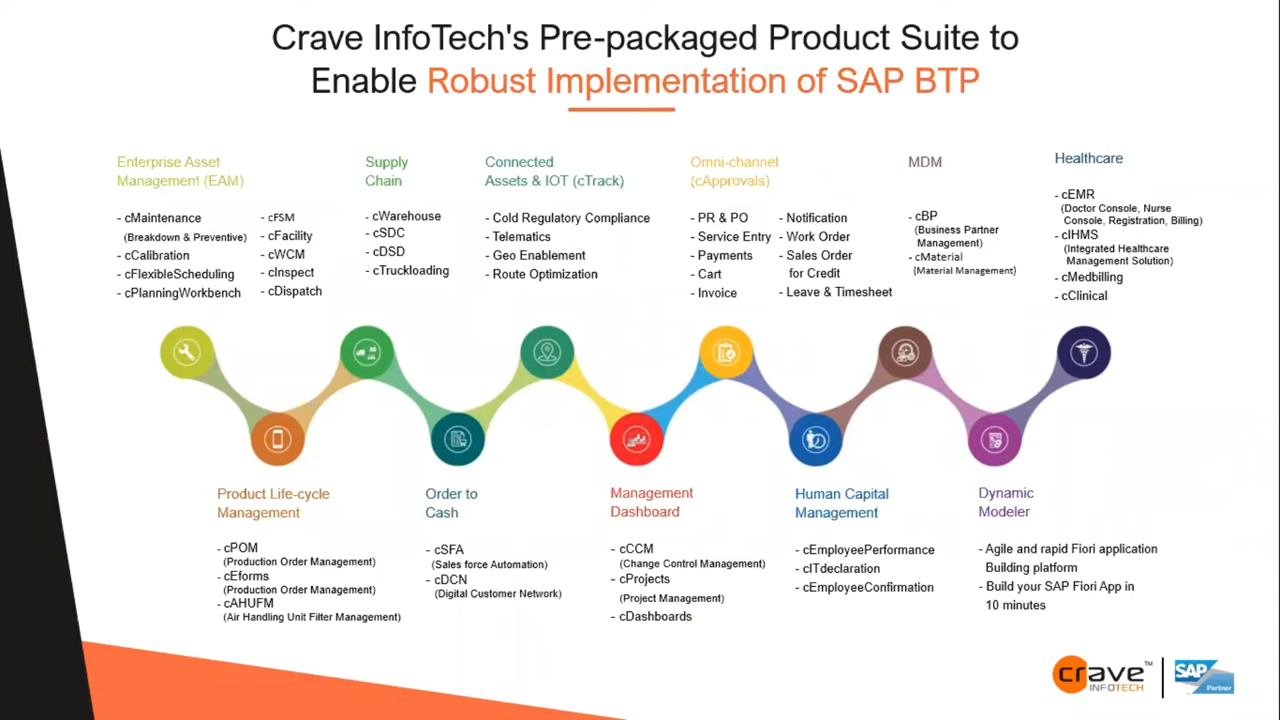 Crave InfoTech's Pre-packaged Product Suite to
Enable Robust Implementation of SAP BTP
Enterprise Asset
Management (EAM)
- cMaintenance
(Breakdown & Preventive)
- cCalibration
- cFlexibleScheduling
- cPlanningWorkbench
- cFSM
- cFacility
- cWCM
- cInspect
- cDispatch
Supply
Chain
- cWarehouse
- cSDC
- cDSD
- cTruckloading
Connected
Assets & IOT (cTrack)
- Cold Regulatory Compliance
- Telematics
- Geo Enablement
- Route Optimization
Omni-channel
(cApprovals)
- PR & PO
- Service Entry
- Payments
- Cart
- Invoice
- Notification
- Work Order
- Sales Order
for Credit
- Leave & Timesheet
MDM
- cBP
(Business Partner
Management)
- cMaterial
(Material Management)
Healthcare
- cEMR
(Doctor Console, Nurse
Console, Registration, Billing)
- cIHMS
(Integrated Healthcare
Management Solution)
- cMedbilling
- cClinical
Product Life-cycle
Management
- cPOM
(Production Order Management)
- cEforms
(Production Order Management)
- cAHUFM
(Air Handling Unit Filter Management)
Order to
Cash
- cSFA
(Sales force Automation)
- cDCN
(Digital Customer Network)
Management
Dashboard
- cCCM
(Change Control Management)
- cProjects
(Project Management)
- cDashboards
Human Capital
Management
- cEmployeePerformance
- cITdeclaration
- cEmployeeConfirmation
Dynamic
Modeler
- Agile and rapid Fiori application
Building platform
- Build your SAP Fiori App in
10 minutes
crave™
INFOTECH
SAP
Partner